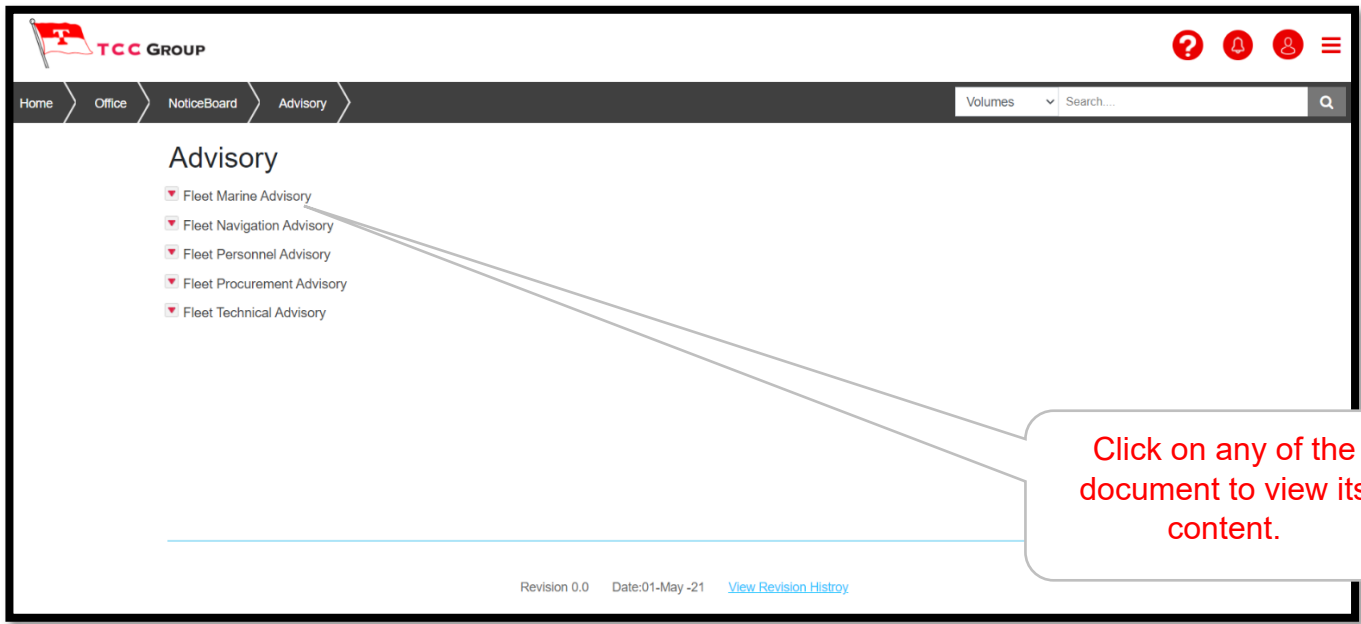 T
TCC GROUP
?
Home Office NoticeBoard Advisory Volumes Search....
Advisory
Fleet Marine Advisory
Fleet Navigation Advisory
Fleet Personnel Advisory
Fleet Procurement Advisory
Fleet Technical Advisory
Click on any of the
document to view its
content.
Revision 0.0 Date:01-May -21 View Revision Histroy